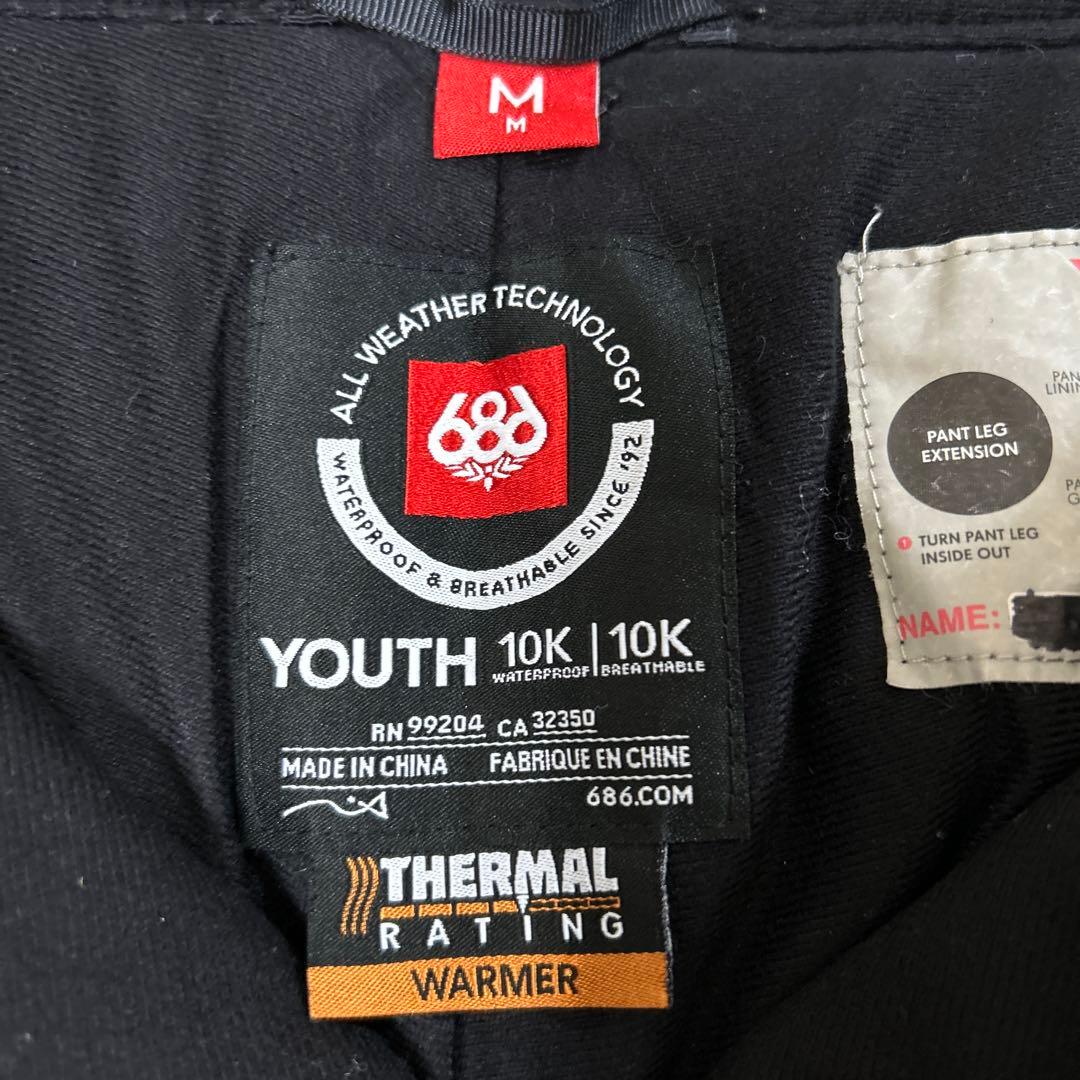 M
M
ALL WEATHER TECHNOLOGY
686
WATERPROOF & BREATHABLE SINCE '92
YOUTH 10K | 10K
WATERPROOF BREATHABLE
RN 99204 CA 32350
MADE IN CHINA FABRIQUE EN CHINE
686.COM
THERMAL
RATING
WARMER
PANT LEG
EXTENSION
TURN PANT LEG
INSIDE OUT
NAME: